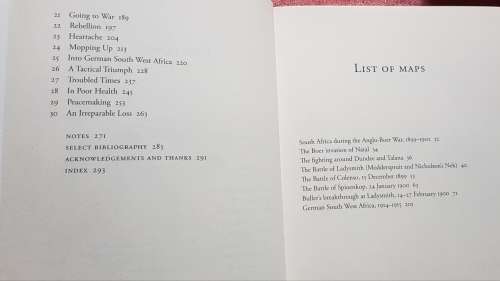 21 Going to War 189
22 Rebellion 197
23 Heartache 204
24 Mopping Up 213
25 Into German South West Africa 220
26 A Tactical Triumph 228
27 Troubled Times 237
28 In Poor Health 245
29 Peacemaking 253
30 An Irreparable Loss 263
NOTES 271
SELECT BIBLIOGRAPHY 285
ACKNOWLEDGEMENTS AND THANKS 291
INDEX 293
LIST OF MAPS
South Africa during the Anglo-Boer War, 1899–1902
The Boer invasion of Natal 34
The fighting around Dundee and Talana 36
The Battle of Ladysmith (Modderspruit and Nicholson's Nek) 40
The Battle of Colenso, 15 December 1899 53
The Battle of Spioenkop, 24 January 1900 63
Buller's breakthrough at Ladysmith, 14–27 February 1900 71
German South West Africa, 1914–1915